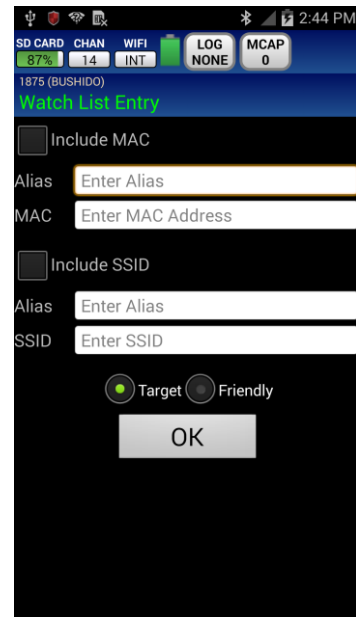 2:44 PM
SD CARD CHAN WIFI LOG MCAP
87% 14 INT NONE 0
1875 (BUSHIDO)
Watch List Entry
Include MAC
Alias Enter Alias
MAC Enter MAC Address
Include SSID
Alias Enter Alias
SSID Enter SSID
Target Friendly
OK